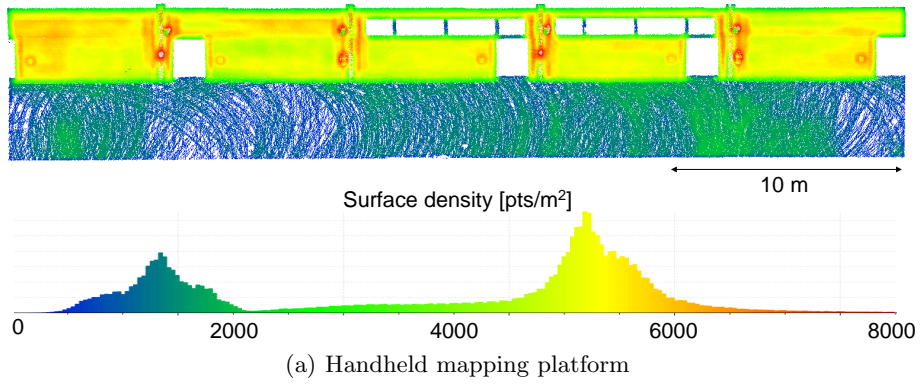 10 m
Surface density [pts/m²]
0 2000 4000 6000 8000
(a) Handheld mapping platform